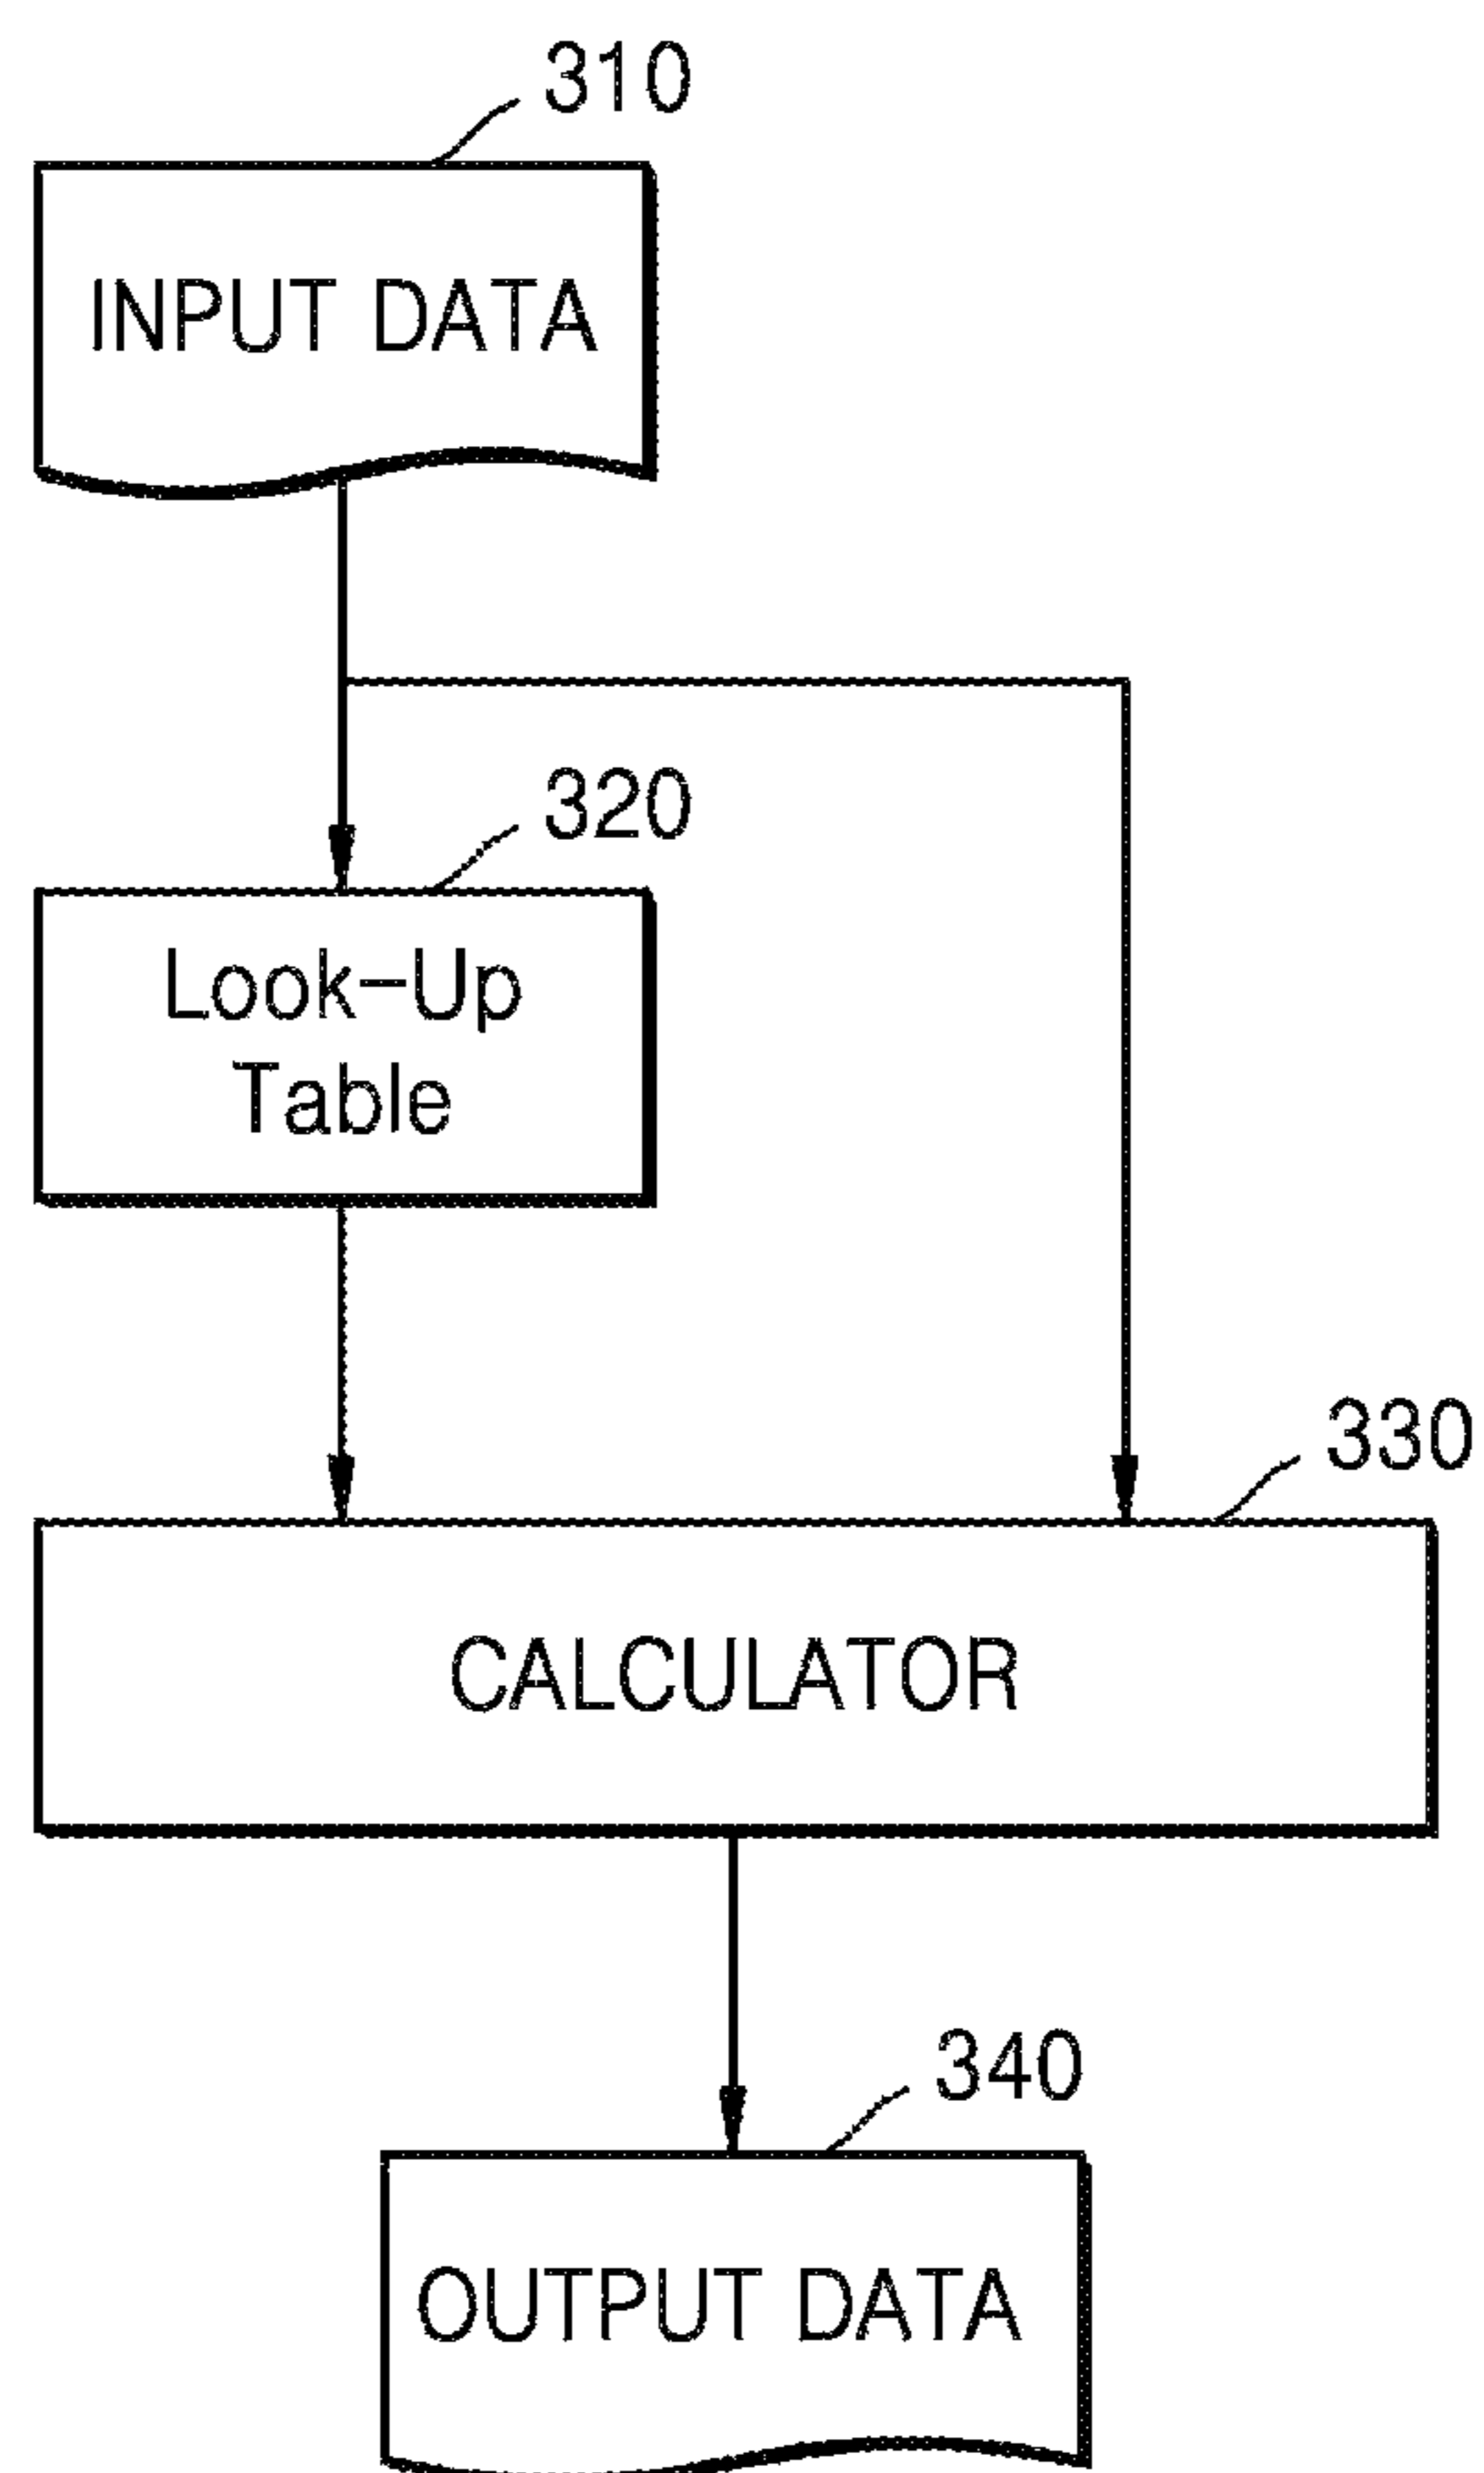 310
INPUT DATA
320
Look-Up
Table
330
CALCULATOR
340
OUTPUT DATA